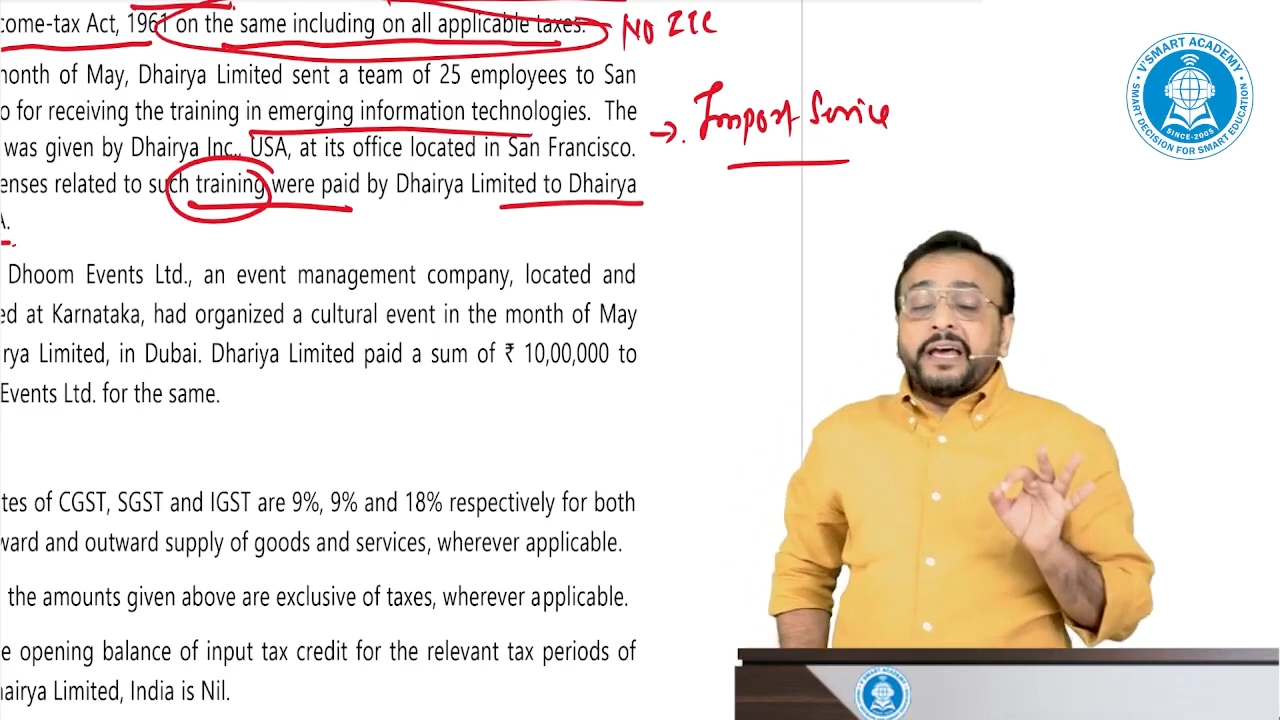 come-tax Act, 1961 on the same including on all applicable taxes.
NO ITC
month of May, Dhairya Limited sent a team of 25 employees to San
o for receiving the training in emerging information technologies. The
was given by Dhairya Inc., USA, at its office located in San Francisco.
enses related to such training were paid by Dhairya Limited to Dhairya
A.
→ Import Service
Dhoom Events Ltd., an event management company, located and
ed at Karnataka, had organized a cultural event in the month of May
rya Limited, in Dubai. Dhariya Limited paid a sum of ₹ 10,00,000 to
Events Ltd. for the same.
tes of CGST, SGST and IGST are 9%, 9% and 18% respectively for both
ward and outward supply of goods and services, wherever applicable.
the amounts given above are exclusive of taxes, wherever applicable.
e opening balance of input tax credit for the relevant tax periods of
hairya Limited, India is Nil.
V'SMART ACADEMY
SMART DECISION FOR SMART EDUCATION
SINCE-2005